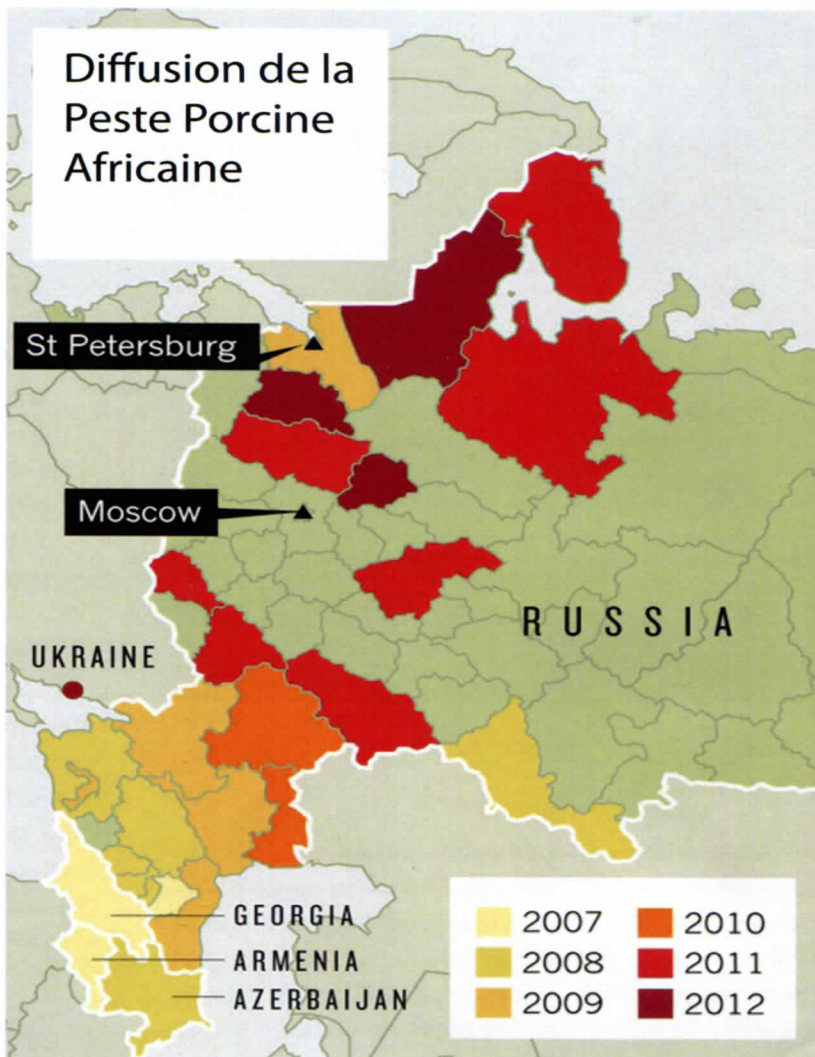 Diffusion de la
Peste Porcine
Africaine
St Petersburg
Moscow
RUSSIA
UKRAINE
GEORGIA
ARMENIA
AZERBAIJAN
2007
2008
2009
2010
2011
2012